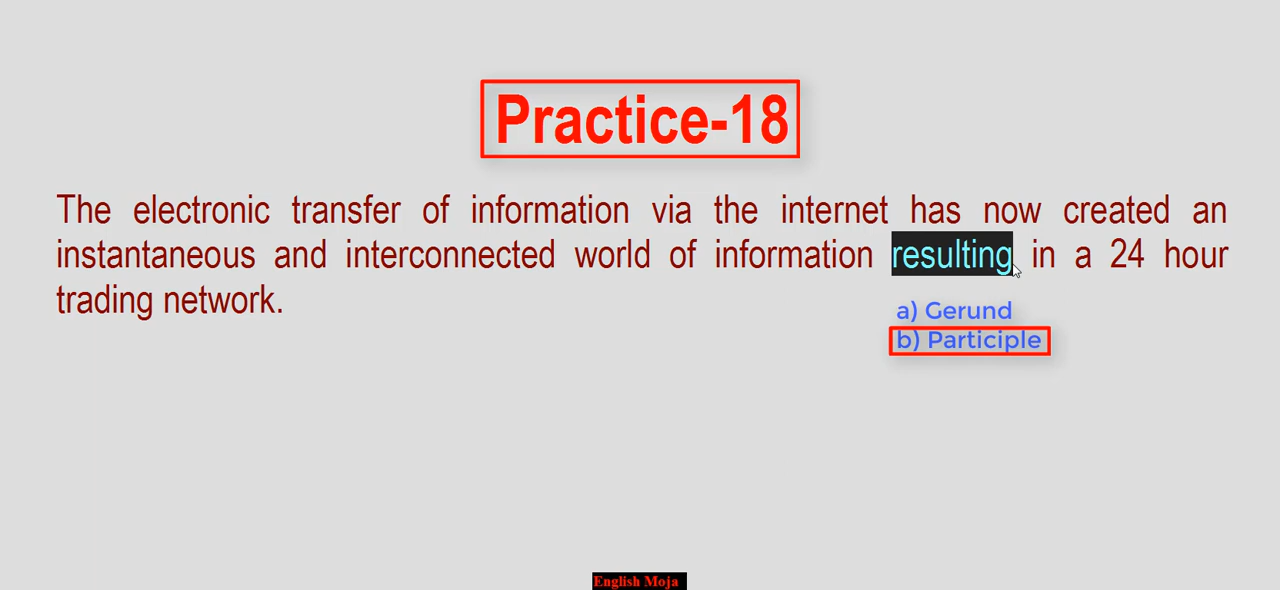 Practice-18
The electronic transfer of information via the internet has now created an
instantaneous and interconnected world of information resulting in a 24 hour
trading network.
a) Gerund
b) Participle
English Moja